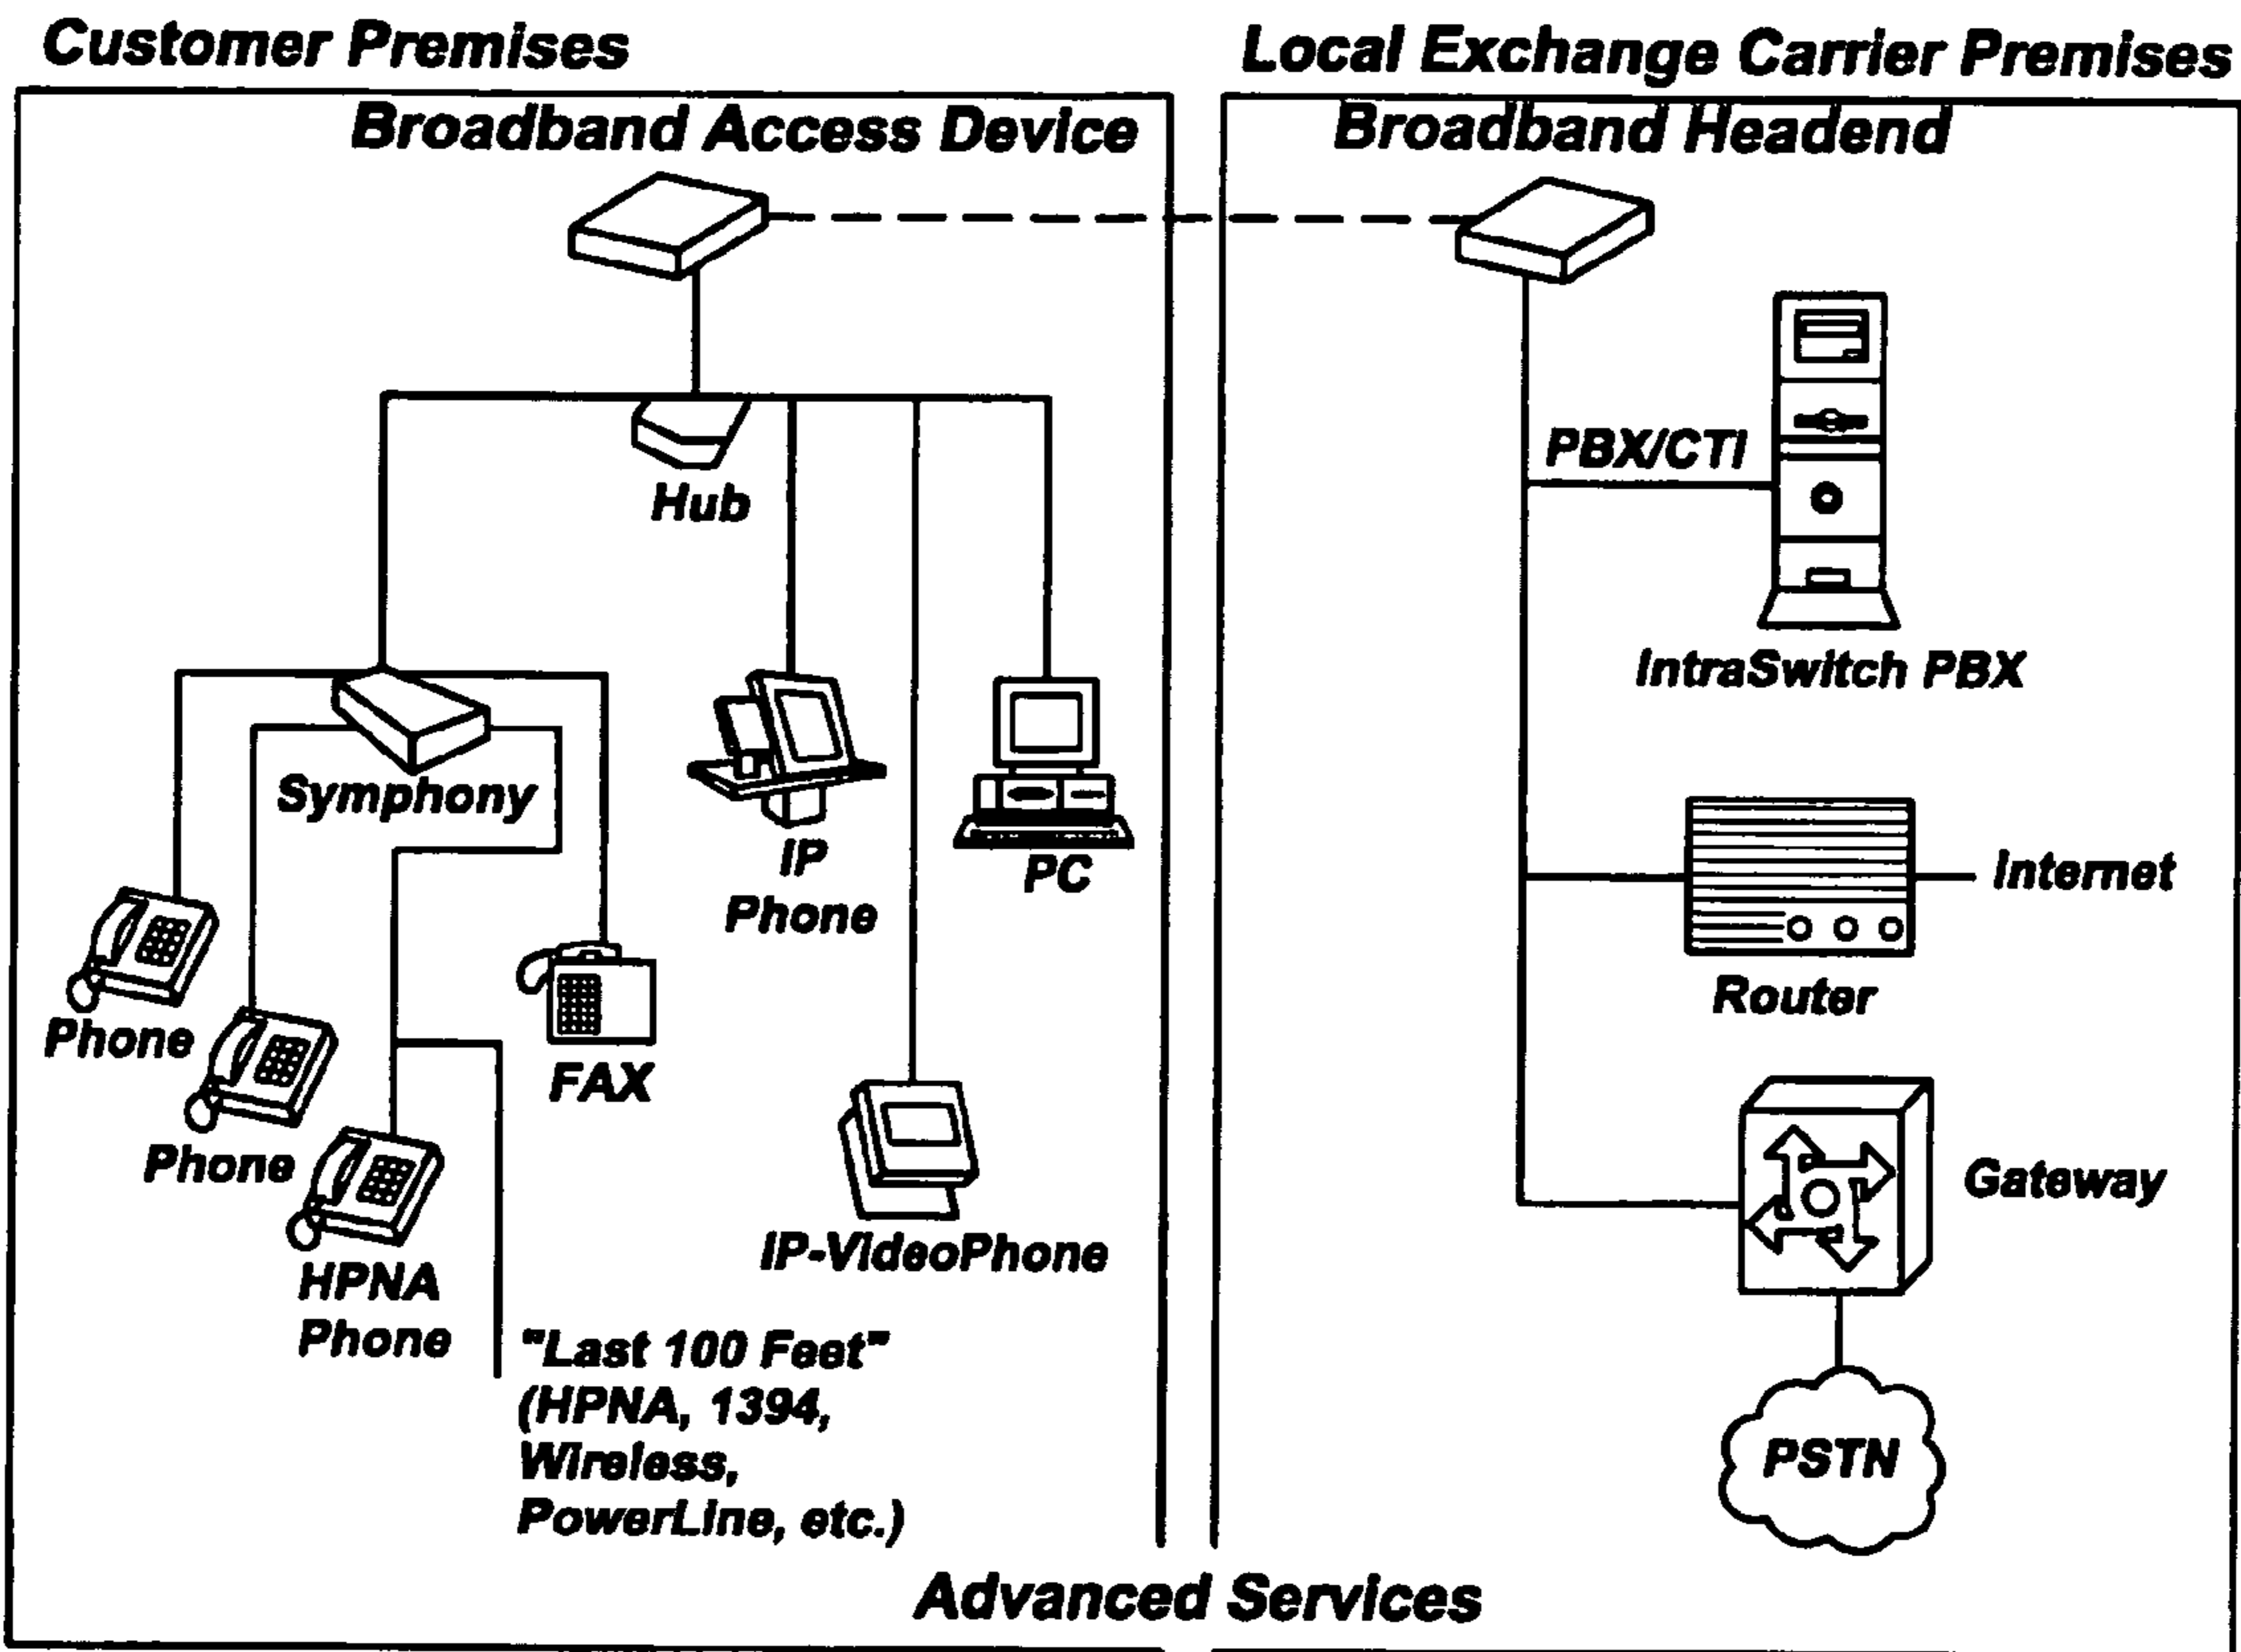 Customer Premises
Local Exchange Carrier Premises
Broadband Access Device
Broadband Headend
Hub
PBX/CTI
IntraSwitch PBX
Symphony
IP
Phone
PC
Internet
Router
Phone
FAX
Phone
Gateway
HPNA
Phone
IP-VideoPhone
"Last 100 Feet"
(HPNA, 1394,
Wireless,
PowerLine, etc.)
PSTN
Advanced Services